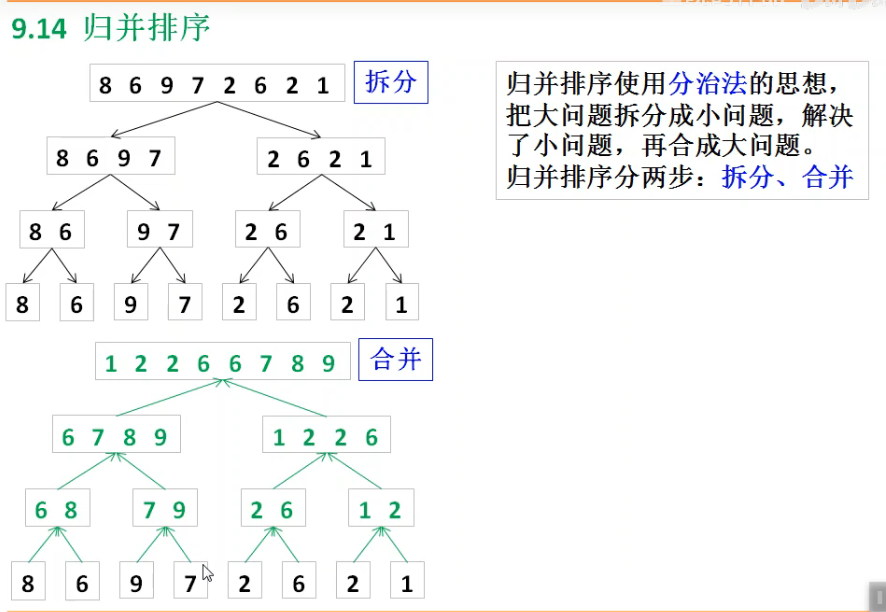 9.14 归并排序
8 6 9 7 2 6 2 1
拆分
8 6 9 7
2 6 2 1
8 6
9 7
2 6
2 1
8
6
9
7
2
6
2
1
1 2 2 6 6 7 8 9
合并
6 7 8 9
1 2 2 6
6 8
7 9
2 6
1 2
8
6
9
7
2
6
2
1
归并排序使用分治法的思想，
把大问题拆分成小问题，解决
了小问题，再合成大问题。
归并排序分两步：拆分、合并